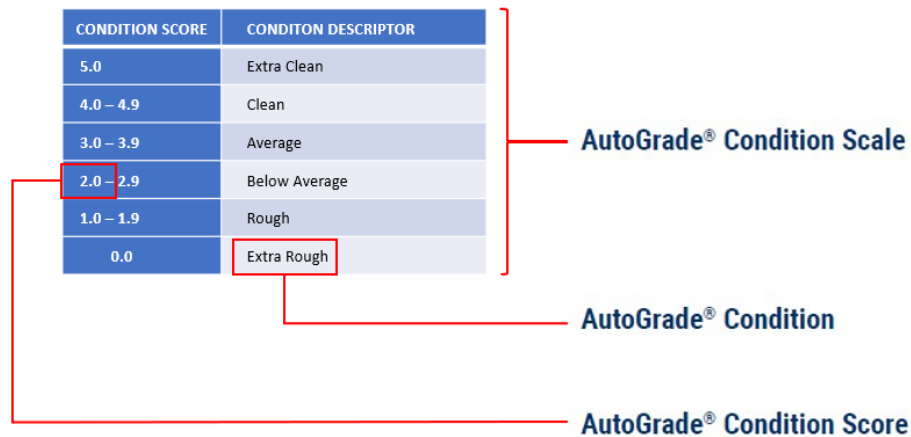 CONDITION SCORE CONDITON DESCRIPTOR
5.0 Extra Clean
4.0 – 4.9 Clean
3.0 – 3.9 Average
2.0 – 2.9 Below Average
1.0 – 1.9 Rough
0.0 Extra Rough
AutoGrade® Condition Scale
AutoGrade® Condition
AutoGrade® Condition Score